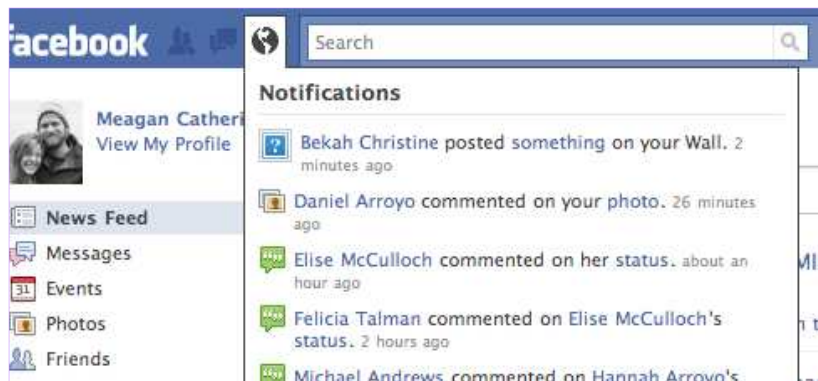 facebook
Search
Notifications
Meagan Catheri
View My Profile
Bekah Christine posted something on your Wall. 2
minutes ago
Daniel Arroyo commented on your photo. 26 minutes
ago
News Feed
Messages
31 Events
Photos
Friends
Elise McCulloch commented on her status. about an
hour ago
Felicia Talman commented on Elise McCulloch's
status. 2 hours ago
Michael Andrews commented on Hannah Arroyo's